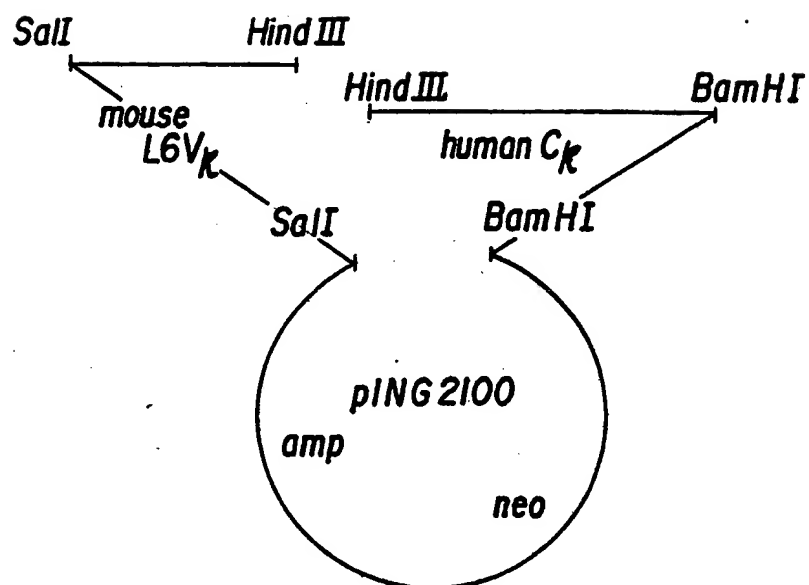 SalI HindIII
HindIII BamHI
mouse
L6Vκ
human Cκ
SalI BamHI
pING2100
amp
neo